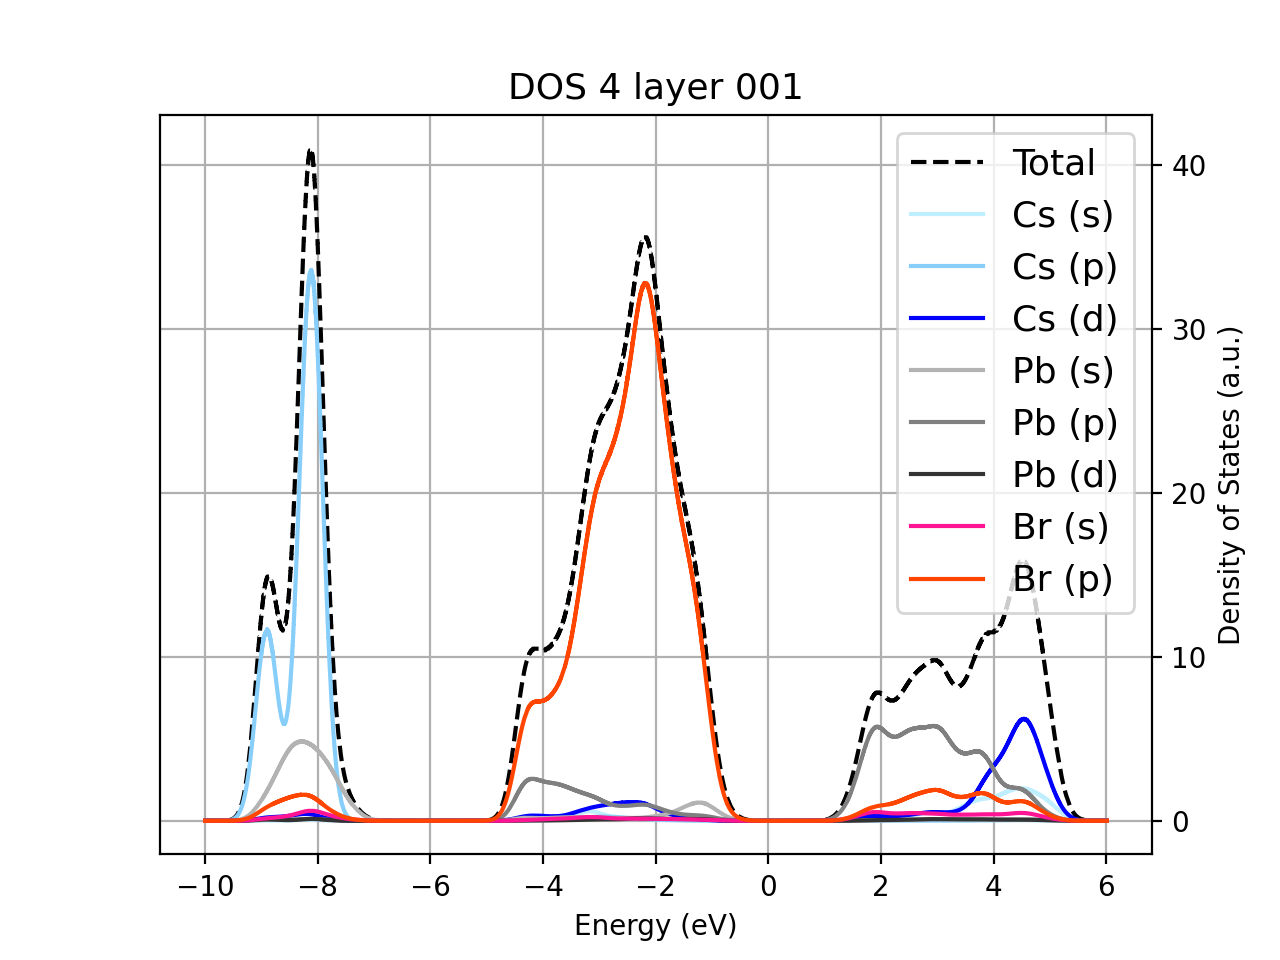 DOS 4 layer 001
Total
Cs (s)
Cs (p)
Cs (d)
Pb (s)
Pb (p)
Pb (d)
Br (s)
Br (p)
40
30
20
10
0
Density of States (a.u.)
−10 −8 −6 −4 −2 0 2 4 6
Energy (eV)